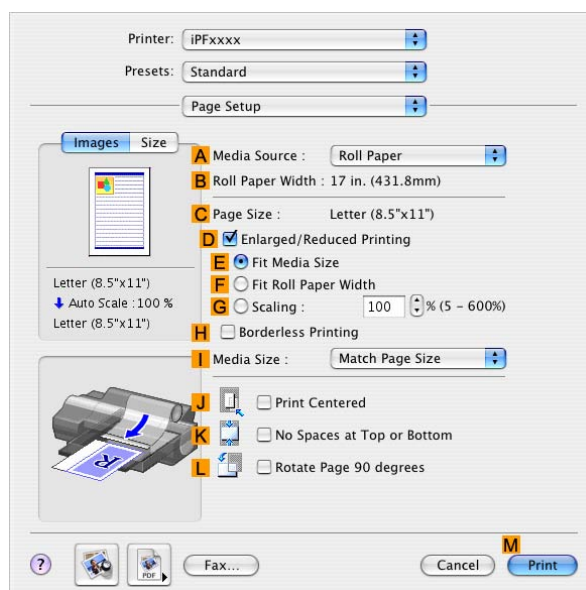 Printer: iPFxxxx
Presets: Standard
Page Setup
Images Size
A Media Source : Roll Paper
B Roll Paper Width : 17 in. (431.8mm)
C Page Size : Letter (8.5"x11")
D Enlarged/Reduced Printing
E Fit Media Size
F Fit Roll Paper Width
G Scaling : 100 % (5 - 600%)
H Borderless Printing
Letter (8.5"x11")
Auto Scale :100 %
Letter (8.5"x11")
I Media Size : Match Page Size
J Print Centered
K No Spaces at Top or Bottom
L Rotate Page 90 degrees
R
M
? PDF Fax... Cancel Print